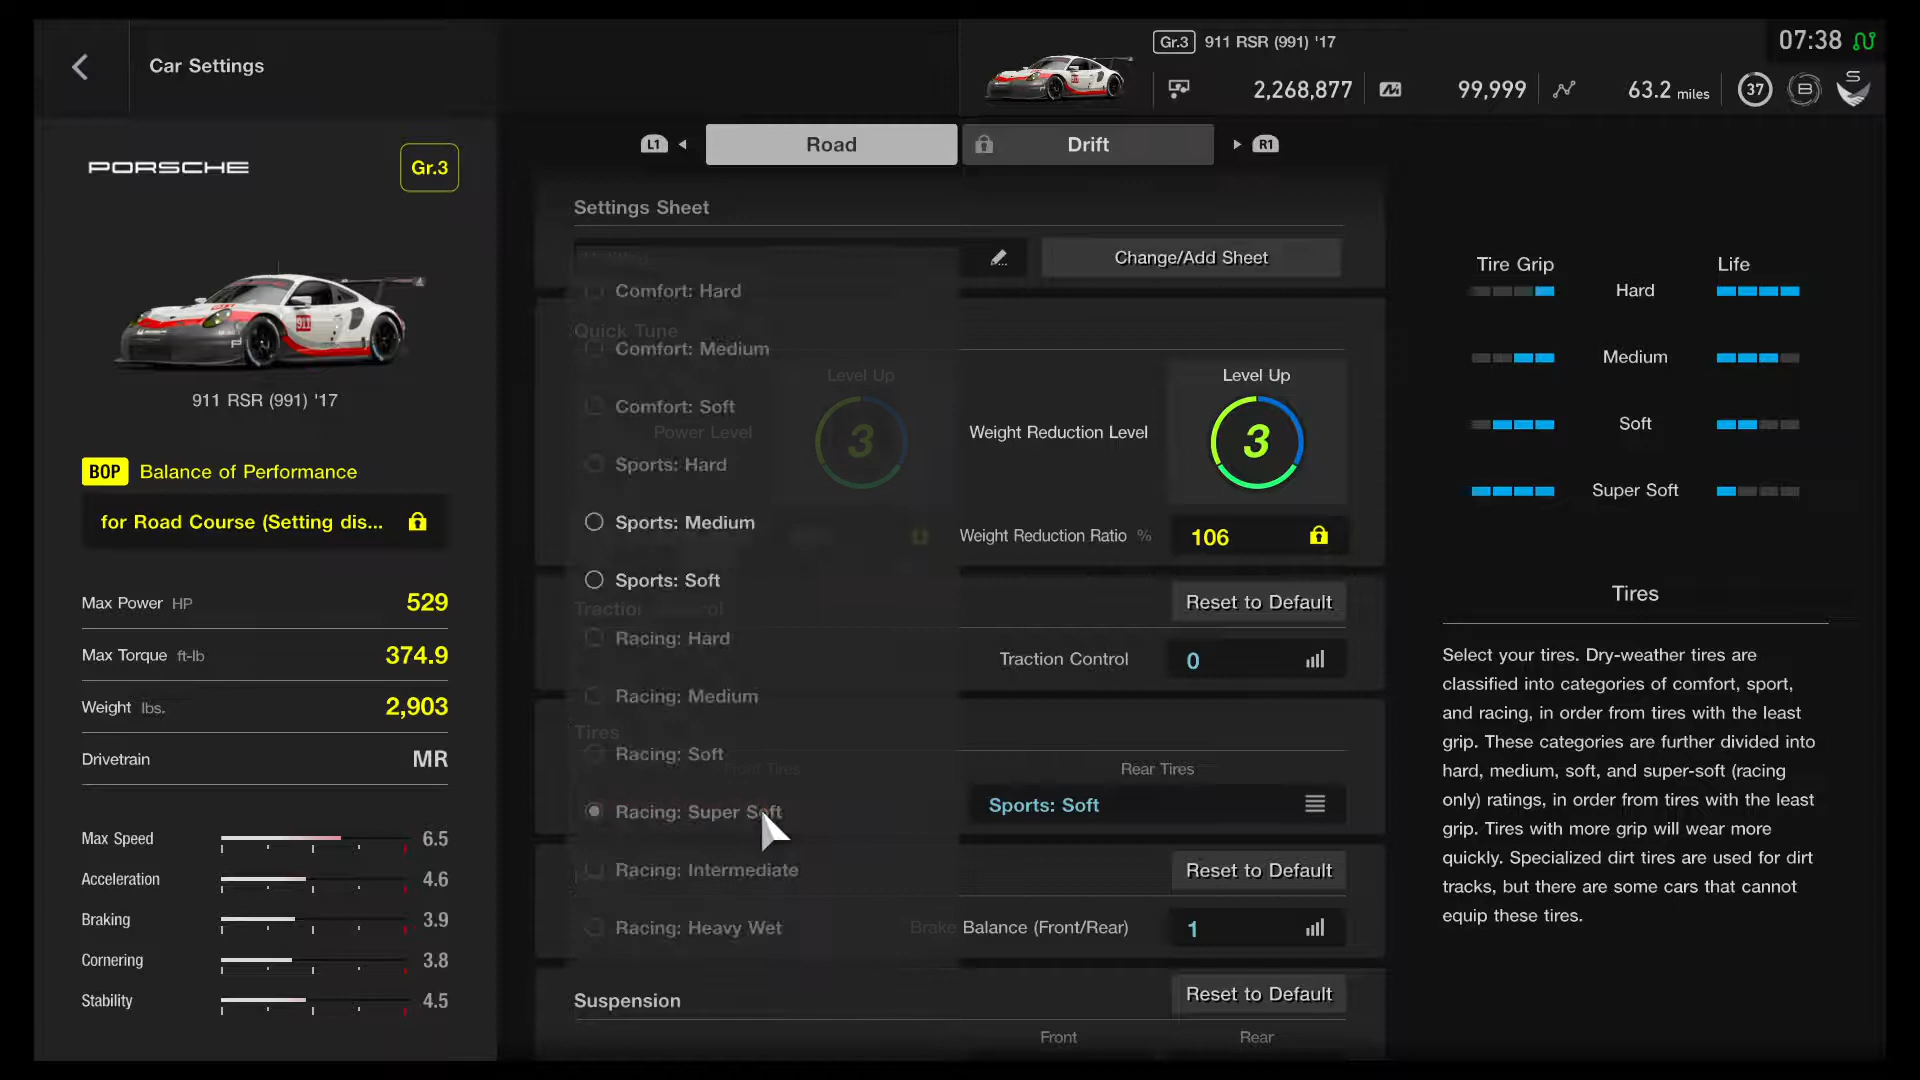 Car Settings
Gr.3 911 RSR (991) '17
07:38
2,268,877
99,999
63.2 miles
37
B
S
PORSCHE
Gr.3
911
911 RSR (991) '17
BOP Balance of Performance
for Road Course (Setting dis...
Max Power HP 529
Max Torque ft-lb 374.9
Weight lbs. 2,903
Drivetrain MR
Max Speed 6.5
Acceleration 4.6
Braking 3.9
Cornering 3.8
Stability 4.5
L1 Road Drift R1
Settings Sheet
Change/Add Sheet
Quick Tune
Comfort: Hard
Comfort: Medium
Comfort: Soft
Sports: Hard
Sports: Medium
Sports: Soft
Racing: Hard
Racing: Medium
Racing: Soft
Racing: Super Soft
Racing: Intermediate
Racing: Heavy Wet
Level Up
Power Level 3
Level Up
Weight Reduction Level 3
Weight Reduction Ratio % 106
Reset to Default
Traction Control 0
Tires
Front Tires
Rear Tires
Sports: Soft
Reset to Default
Brake Balance (Front/Rear) 1
Suspension
Reset to Default
Front Rear
Tire Grip Life
Hard
Medium
Soft
Super Soft
Tires
Select your tires. Dry-weather tires are
classified into categories of comfort, sport,
and racing, in order from tires with the least
grip. These categories are further divided into
hard, medium, soft, and super-soft (racing
only) ratings, in order from tires with the least
grip. Tires with more grip will wear more
quickly. Specialized dirt tires are used for dirt
tracks, but there are some cars that cannot
equip these tires.